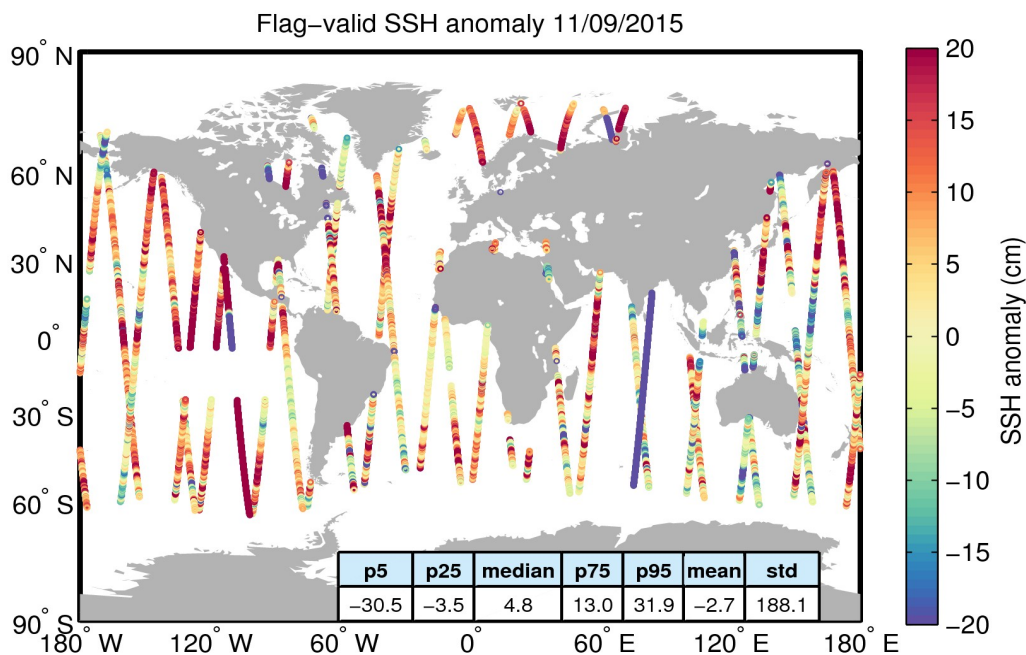 Flag−valid SSH anomaly 11/09/2015
90° N
60° N
30° N
0°
30° S
60° S
90° S
180° W
120° W
60° W
0°
60° E
120° E
180° E
p5 p25 median p75 p95 mean std
−30.5 −3.5 4.8 13.0 31.9 −2.7 188.1
20
15
10
5
0
−5
−10
−15
−20
SSH anomaly (cm)